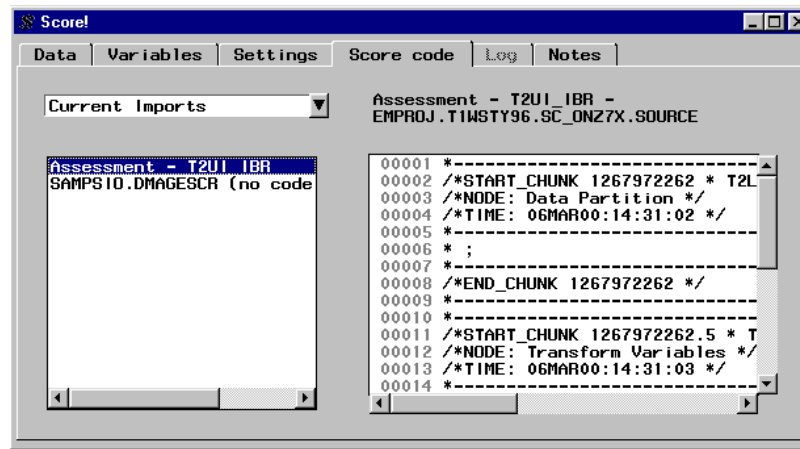 Score!
Data Variables Settings Score code Log Notes
Current Imports
Assessment - T2UI_IBR -
EMPROJ.T1WSTY96.SC_ONZ7X.SOURCE
Assessment - T2UI_IBR
SAMPSIO.DMAGESCR (no code
00001 *-----------------------------------
00002 /*START_CHUNK 1267972262 * T2L
00003 /*NODE: Data Partition */
00004 /*TIME: 06MAR00:14:31:02 */
00005 *-----------------------------------
00006 * ;
00007 *-----------------------------------
00008 /*END_CHUNK 1267972262 */
00009 *-----------------------------------
00010 *-----------------------------------
00011 /*START_CHUNK 1267972262.5 * T
00012 /*NODE: Transform Variables */
00013 /*TIME: 06MAR00:14:31:03 */
00014 *-----------------------------------